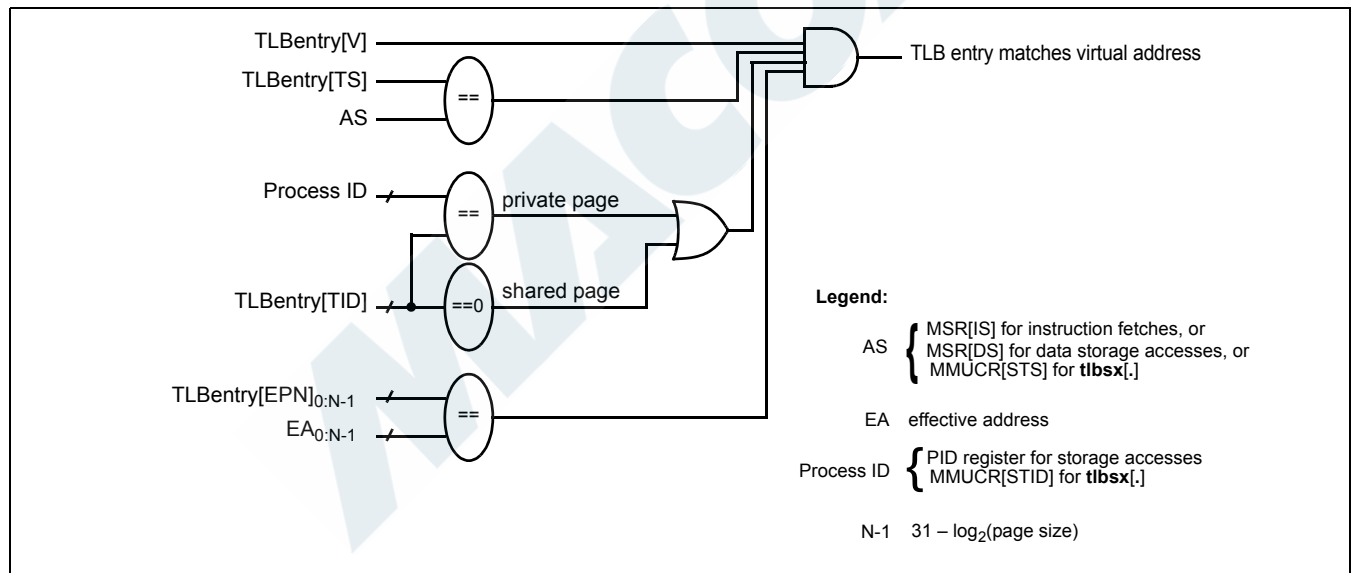 TLBentry[V]
TLB entry matches virtual address
TLBentry[TS]
==
AS
Process ID
==
private page
TLBentry[TID]
==0
shared page
TLBentry[EPN]0:N-1
==
EA0:N-1
Legend:
AS { MSR[IS] for instruction fetches, or
MSR[DS] for data storage accesses, or
MMUCR[STS] for tlbsx[.]
EA effective address
Process ID { PID register for storage accesses
MMUCR[STID] for tlbsx[.]
N-1 31 – log2(page size)